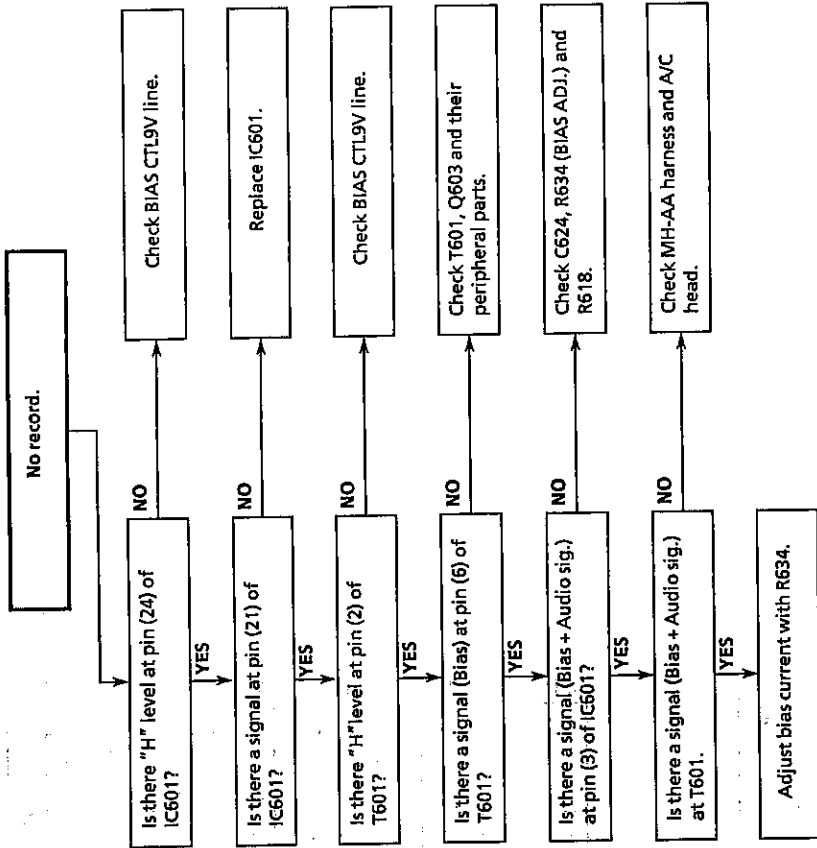 No record.
Is there "H" level at pin (24) of
IC601?
NO
Check BIAS CTL9V line.
YES
Is there a signal at pin (21) of
IC601?
NO
Replace IC601.
YES
Is there "H"level at pin (2) of
T601?
NO
Check BIAS CTL9V line.
YES
Is there a signal (Bias) at pin (6) of
T601?
NO
Check T601, Q603 and their
peripheral parts.
YES
Is there a signal (Bias + Audio sig.)
at pin (3) of IC601?
NO
Check C624, R634 (BIAS ADJ.) and
R618.
YES
Is there a signal (Bias + Audio sig.)
at T601.
NO
Check MH-AA harness and A/C
head.
YES
Adjust bias current with R634.